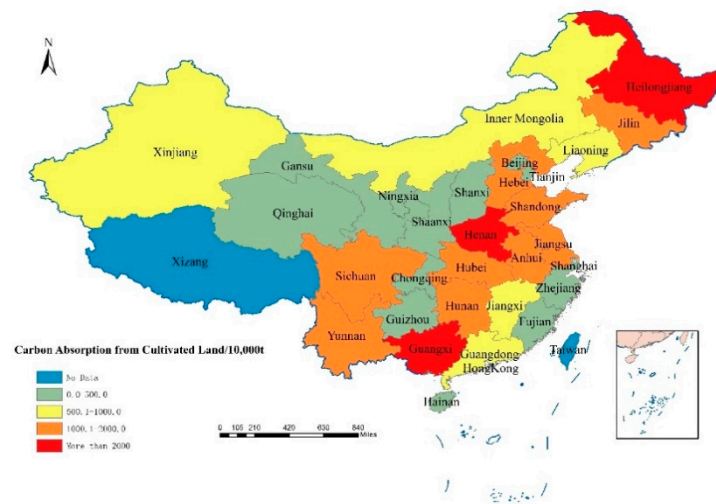 N
Heilongjiang
Jilin
Inner Mongolia
Liaoning
Xinjiang
Gansu
Beijing
Tianjin
Hebei
Ningxia
Shanxi
Qinghai
Shaanxi
Shandong
Henan
Jiangsu
Xizang
Anhui
Shanghai
Sichuan
Chongqing
Hubei
Zhejiang
Hunan
Jiangxi
Guizhou
Fujian
Yunnan
Guangxi
Guangdong
HongKong
Taiwan
Hainan
Carbon Absorption from Cultivated Land/10,000t
No Data
0.0-500.0
500.1-1000.0
1000.1-2000.0
More than 2000
0 105 210 420 630 840
Miles